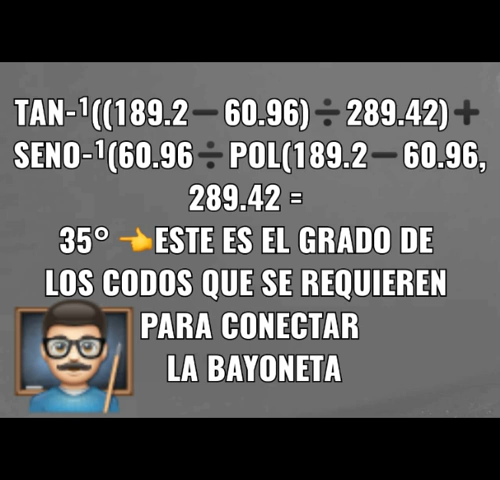 TAN-¹((189.2➖60.96)➗289.42)➕
SENO-¹(60.96➗POL(189.2➖60.96,
289.42 =
35° 👈ESTE ES EL GRADO DE
LOS CODOS QUE SE REQUIEREN
PARA CONECTAR
LA BAYONETA